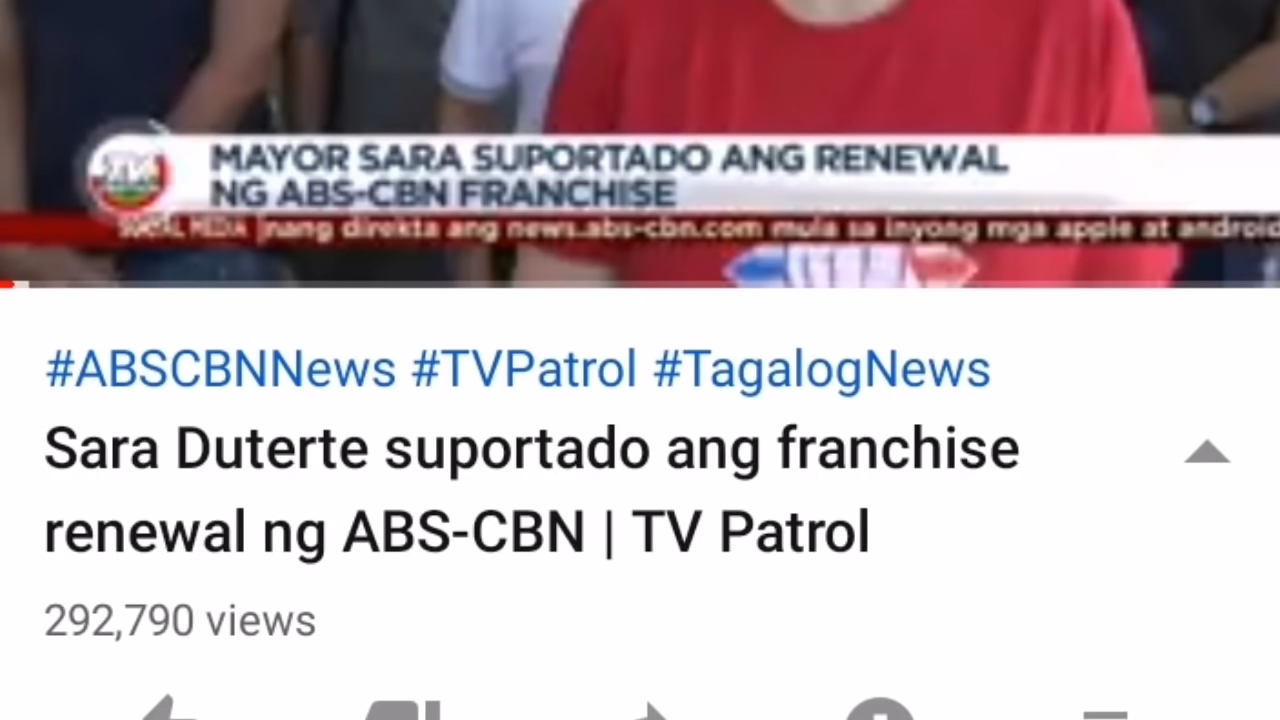 MAYOR SARA SUPORTADO ANG RENEWAL
NG ABS-CBN FRANCHISE
SOCIAL MEDIA nang direkta ang news.abs-cbn.com mula sa inyong mga apple at android
#ABSCBNNews #TVPatrol #TagalogNews
Sara Duterte suportado ang franchise
renewal ng ABS-CBN | TV Patrol
292,790 views